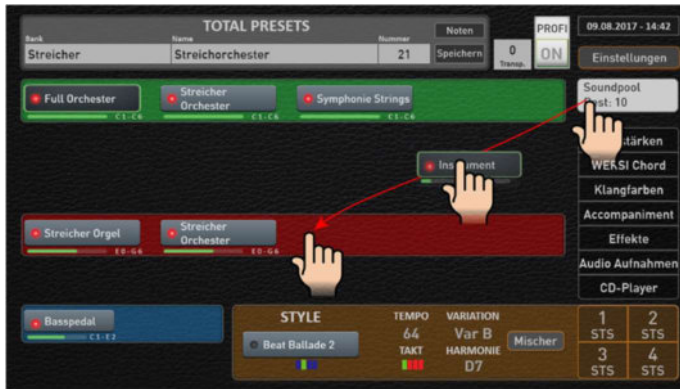 TOTAL PRESETS
Bank
Name
Nummer
Streicher
Streichorchester
21
Noten
Speichern
0
Transp.
PROFI
ON
09.08.2017 - 14:42
Einstellungen
Full Orchester
C1-C6
Streicher
Orchester
C1-C6
Symphonie Strings
C1-C6
Soundpool
Rest: 10
Instrument
WERSI Chord
Klangfarben
Accompaniment
Effekte
Audio Aufnahmen
CD-Player
Streicher Orgel
E0-G6
Streicher
Orchester
E0-G6
Basspedal
C1-E2
STYLE
Beat Ballade 2
TEMPO
64
TAKT
VARIATION
Var B
HARMONIE
D7
Mischer
1
STS
2
STS
3
STS
4
STS